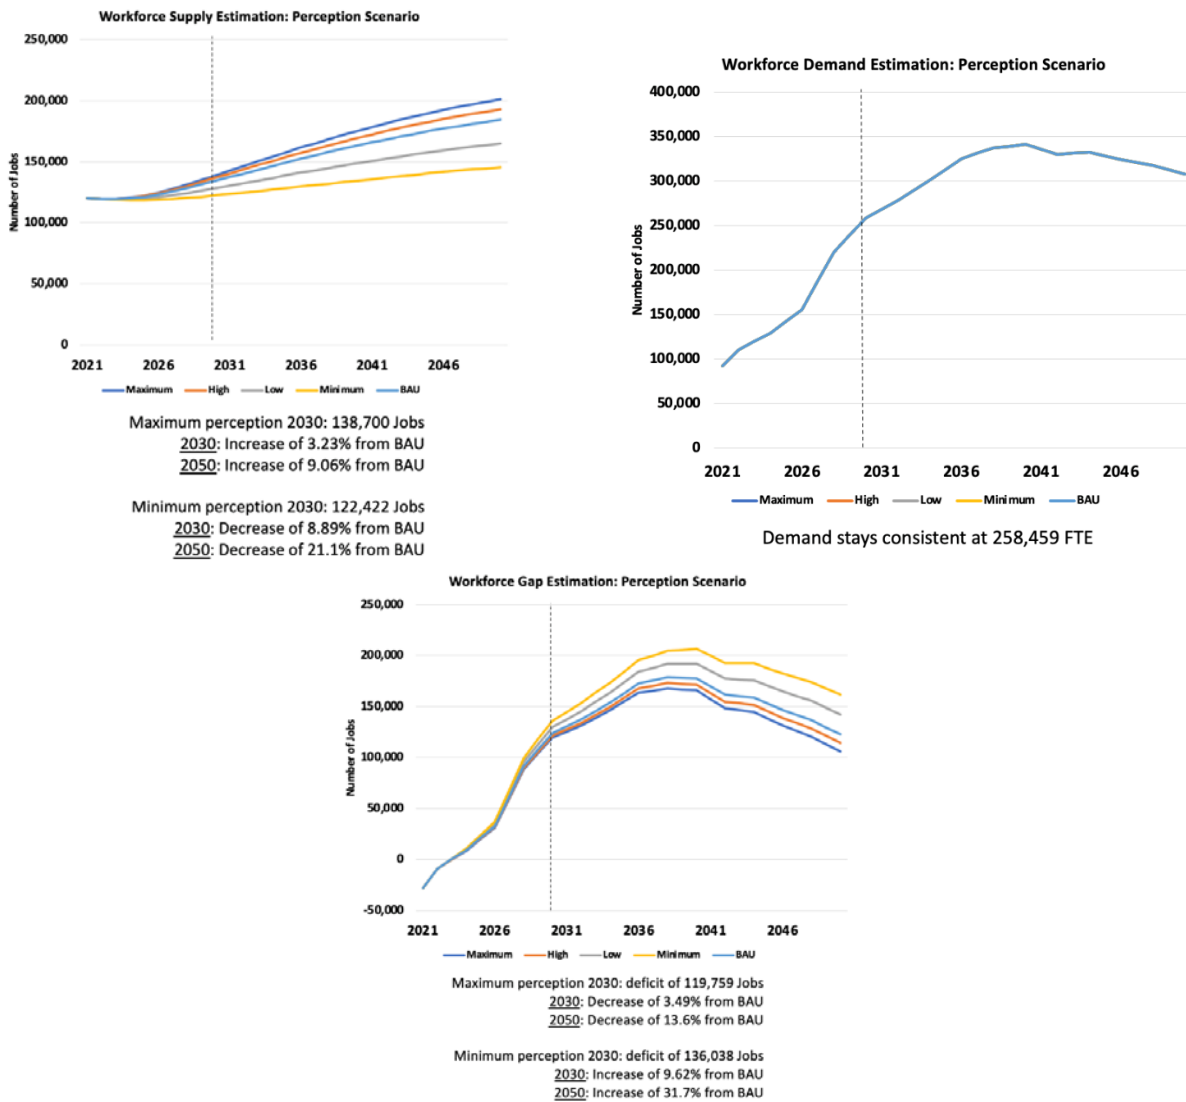 Workforce Supply Estimation: Perception Scenario
250,000
200,000
150,000
100,000
50,000
0
Number of Jobs
2021 2026 2031 2036 2041 2046
Maximum High Low Minimum BAU
Maximum perception 2030: 138,700 Jobs
2030: Increase of 3.23% from BAU
2050: Increase of 9.06% from BAU
Minimum perception 2030: 122,422 Jobs
2030: Decrease of 8.89% from BAU
2050: Decrease of 21.1% from BAU
Workforce Demand Estimation: Perception Scenario
400,000
350,000
300,000
250,000
200,000
150,000
100,000
50,000
0
Number of Jobs
2021 2026 2031 2036 2041 2046
Maximum High Low Minimum BAU
Demand stays consistent at 258,459 FTE
Workforce Gap Estimation: Perception Scenario
250,000
200,000
150,000
100,000
50,000
0
-50,000
Number of Jobs
2021 2026 2031 2036 2041 2046
Maximum High Low Minimum BAU
Maximum perception 2030: deficit of 119,759 Jobs
2030: Decrease of 3.49% from BAU
2050: Decrease of 13.6% from BAU
Minimum perception 2030: deficit of 136,038 Jobs
2030: Increase of 9.62% from BAU
2050: Increase of 31.7% from BAU